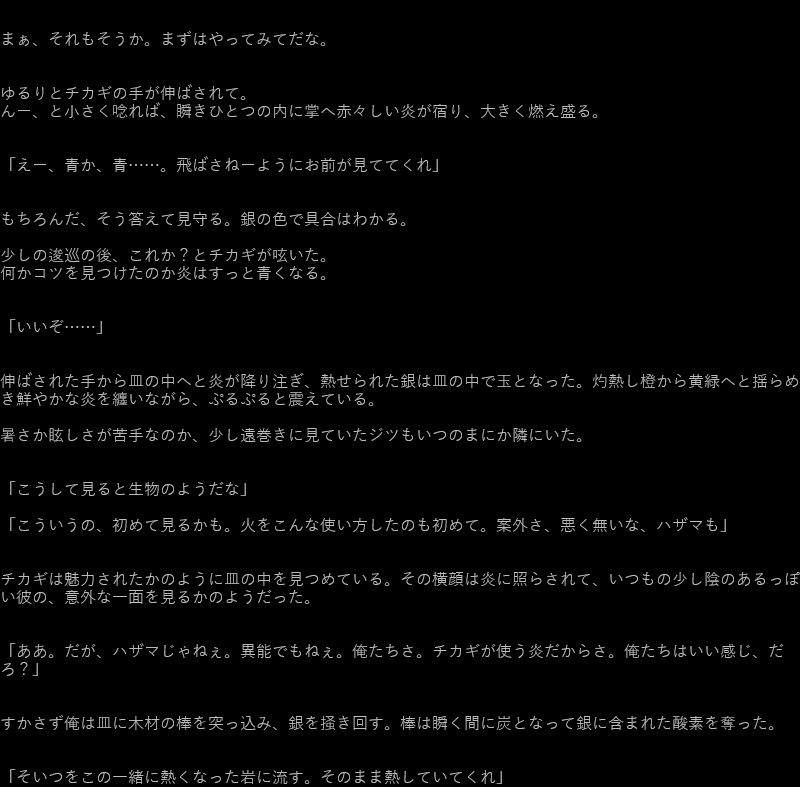 まぁ、それもそうか。まずはやってみてだな。
ゆるりとチカギの手が伸ばされて。
んー、と小さく唸れば、瞬きひとつの内に掌へ赤々しい炎が宿り、大きく燃え盛る。
「えー、青か、青……。飛ばさねーようにお前が見ててくれ」
もちろんだ、そう答えて見守る。銀の色で具合はわかる。
少しの逡巡の後、これか？とチカギが呟いた。
何かコツを見つけたのか炎はすっと青くなる。
「いいぞ……」
伸ばされた手から皿の中へと炎が降り注ぎ、熱せられた銀は皿の中で玉となった。灼熱し橙から黄緑へと揺らめ
き鮮やかな炎を纏いながら、ぷるぷると震えている。
暑さか眩しさが苦手なのか、少し遠巻きに見ていたジツもいつのまにか隣にいた。
「こうして見ると生物のようだな」
「こういうの、初めて見るかも。火をこんな使い方したのも初めて。案外さ、悪く無いな、ハザマも」
チカギは魅力されたかのように皿の中を見つめている。その横顔は炎に照らされて、いつもの少し陰のあるっぽ
い彼の、意外な一面を見るかのようだった。
「ああ。だが、ハザマじゃねぇ。異能でもねぇ。俺たちさ。チカギが使う炎だからさ。俺たちはいい感じ、だ
ろ？」
すかさず俺は皿に木材の棒を突っ込み、銀を掻き回す。棒は瞬く間に炭となって銀に含まれた酸素を奪った。
「そいつをこの一緒に熱くなった岩に流す。そのまま熱していてくれ」